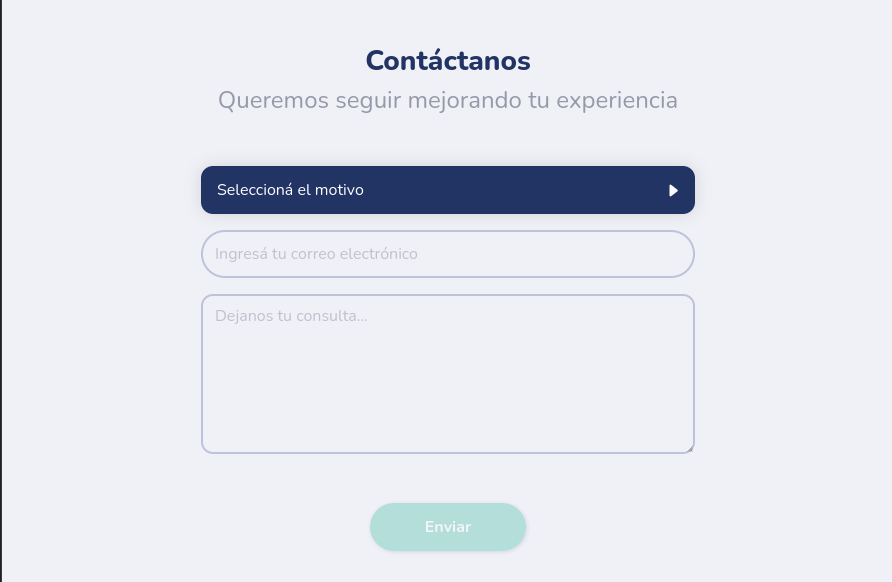 Contáctanos
Queremos seguir mejorando tu experiencia
Seleccioná el motivo
Ingresá tu correo electrónico
Dejanos tu consulta...
Enviar